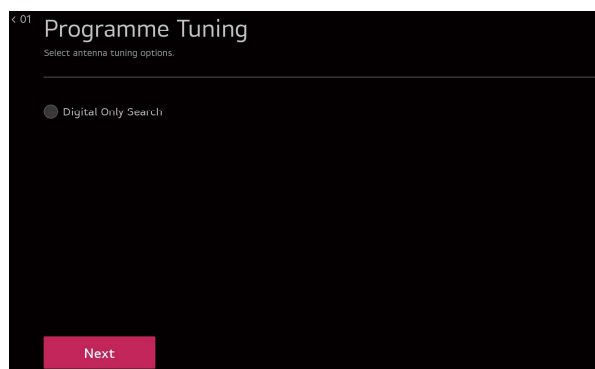 < 01
Programme Tuning
Select antenna tuning options.
Digital Only Search
Next